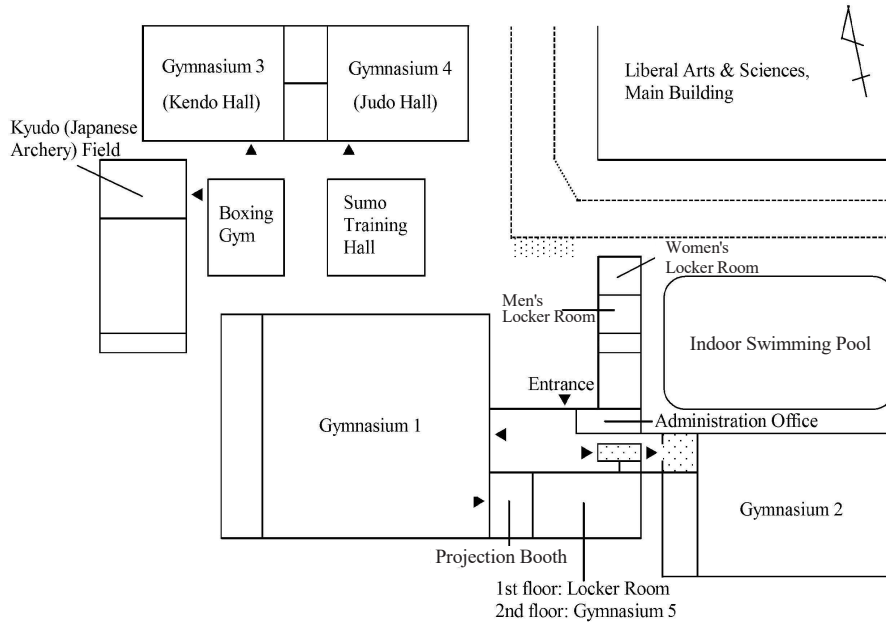 Gymnasium 3
(Kendo Hall)
Gymnasium 4
(Judo Hall)
Liberal Arts & Sciences,
Main Building
Kyudo (Japanese
Archery) Field
Boxing
Gym
Sumo
Training
Hall
Women's
Locker Room
Men's
Locker Room
Indoor Swimming Pool
Entrance
Administration Office
Gymnasium 1
Gymnasium 2
Projection Booth
1st floor: Locker Room
2nd floor: Gymnasium 5